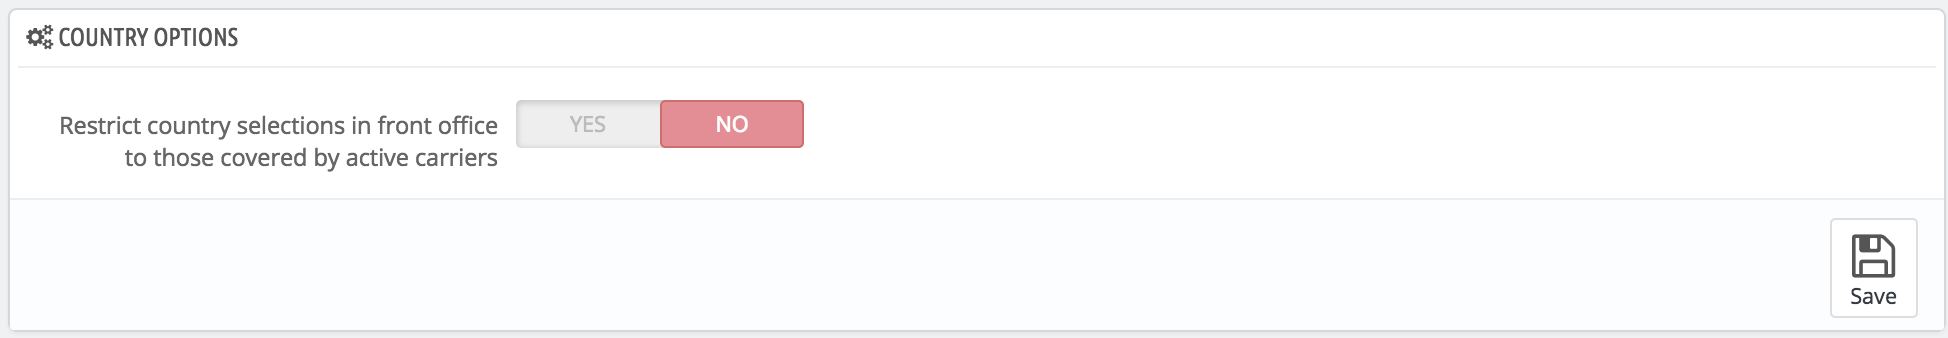 COUNTRY OPTIONS
Restrict country selections in front office
to those covered by active carriers
YES
NO
Save